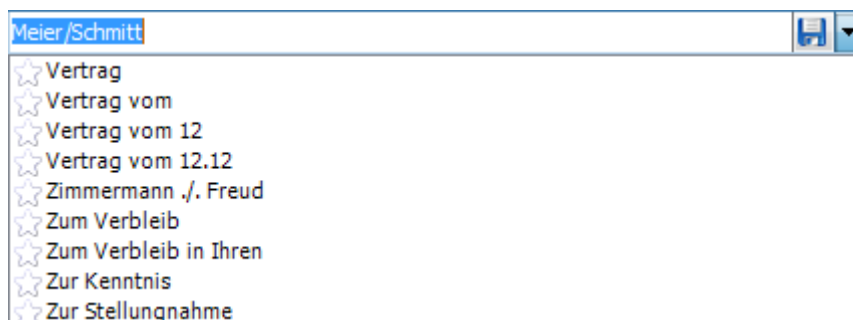 Meier/Schmitt
Vertrag
Vertrag vom
Vertrag vom 12
Vertrag vom 12.12
Zimmermann ./. Freud
Zum Verbleib
Zum Verbleib in Ihren
Zur Kenntnis
Zur Stellungnahme